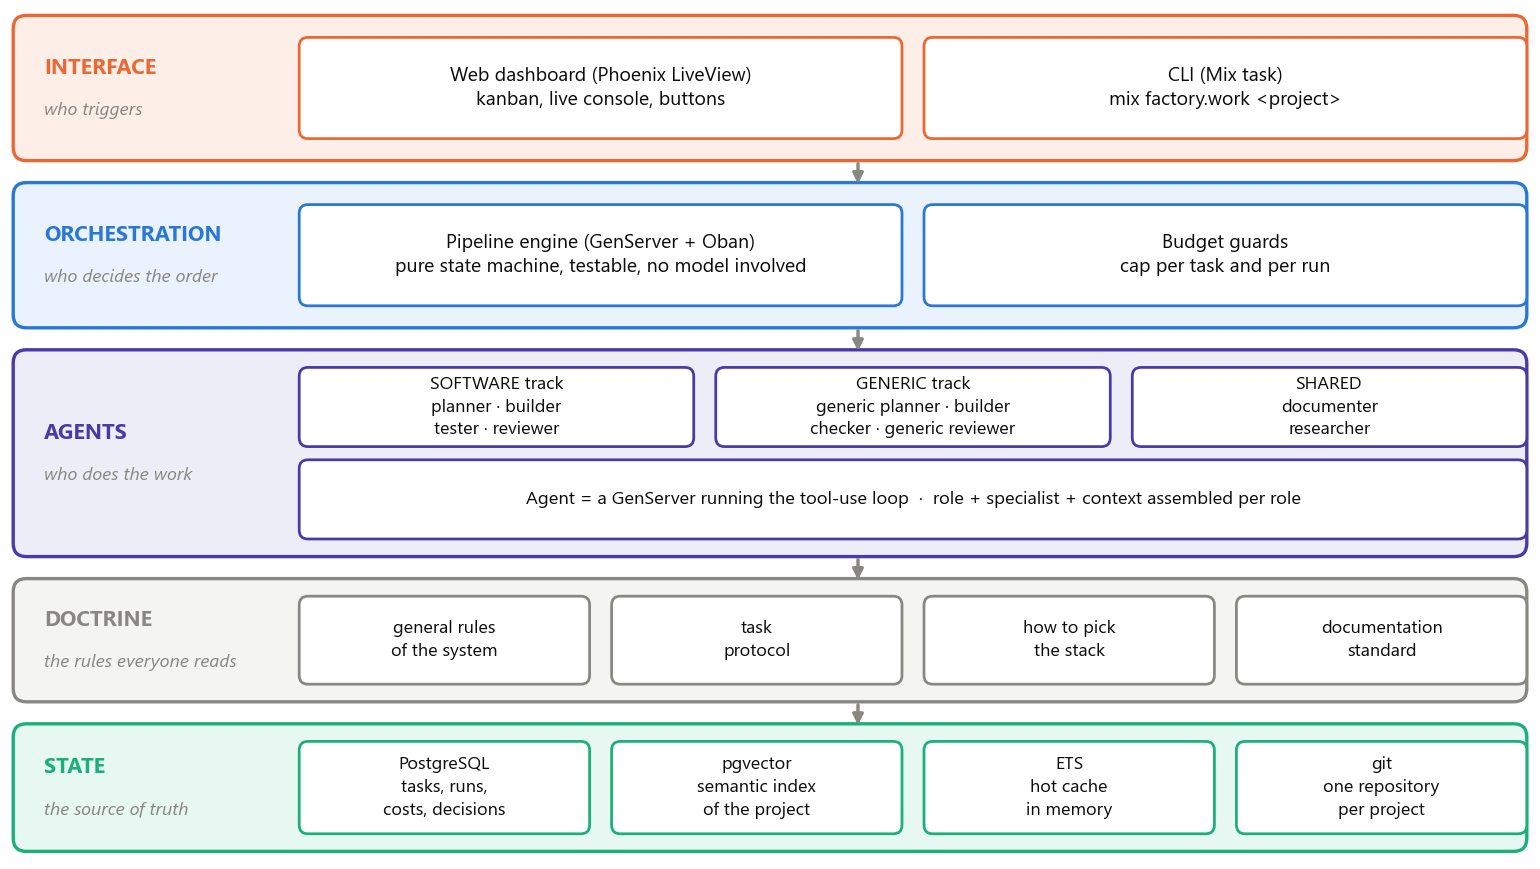 INTERFACE
who triggers
Web dashboard (Phoenix LiveView)
kanban, live console, buttons
CLI (Mix task)
mix factory.work <project>
ORCHESTRATION
who decides the order
Pipeline engine (GenServer + Oban)
pure state machine, testable, no model involved
Budget guards
cap per task and per run
AGENTS
who does the work
SOFTWARE track
planner · builder
tester · reviewer
GENERIC track
generic planner · builder
checker · generic reviewer
SHARED
documenter
researcher
Agent = a GenServer running the tool-use loop · role + specialist + context assembled per role
DOCTRINE
the rules everyone reads
general rules
of the system
task
protocol
how to pick
the stack
documentation
standard
STATE
the source of truth
PostgreSQL
tasks, runs,
costs, decisions
pgvector
semantic index
of the project
ETS
hot cache
in memory
git
one repository
per project